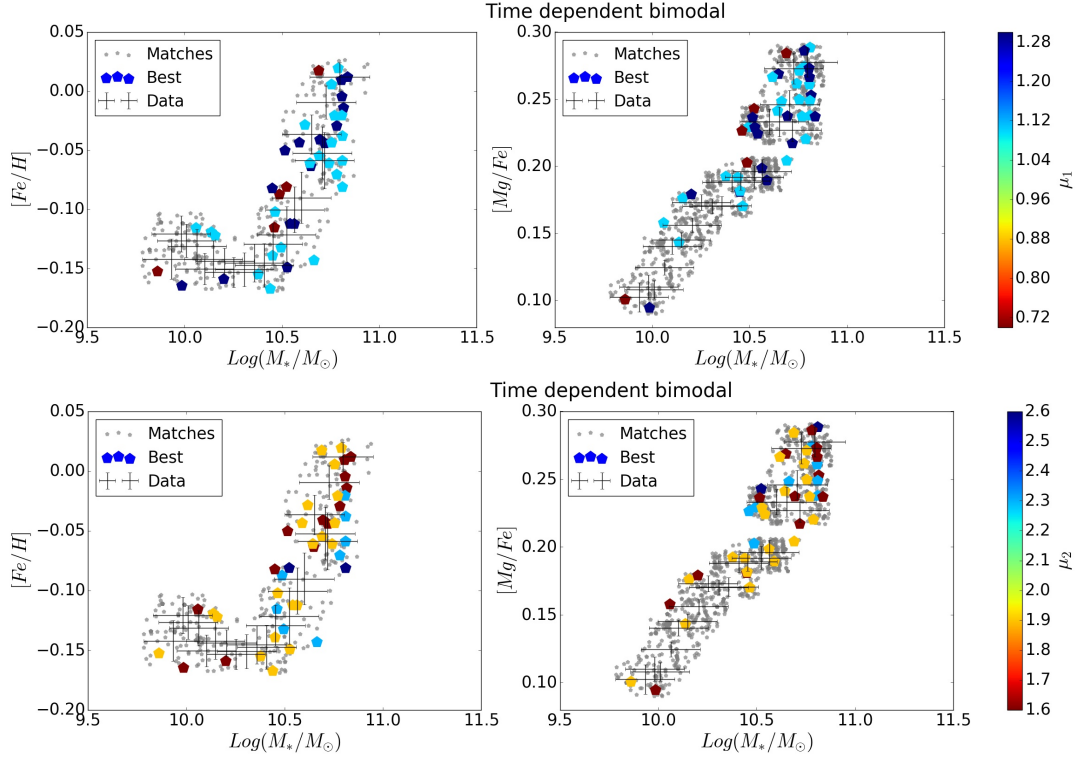 Time dependent bimodal
0.05
0.00
−0.05
−0.10
−0.15
−0.20
[Fe/H]
Matches
Best
Data
9.5 10.0 10.5 11.0 11.5
Log(M*/M⊙)
0.30
0.25
0.20
0.15
0.10
[Mg/Fe]
Matches
Best
Data
9.5 10.0 10.5 11.0 11.5
Log(M*/M⊙)
1.28
1.20
1.12
1.04
0.96
0.88
0.80
0.72
μ1
Time dependent bimodal
0.05
0.00
−0.05
−0.10
−0.15
−0.20
[Fe/H]
Matches
Best
Data
9.5 10.0 10.5 11.0 11.5
Log(M*/M⊙)
0.30
0.25
0.20
0.15
0.10
[Mg/Fe]
Matches
Best
Data
9.5 10.0 10.5 11.0 11.5
Log(M*/M⊙)
2.6
2.5
2.4
2.3
2.2
2.1
2.0
1.9
1.8
1.7
1.6
μ2